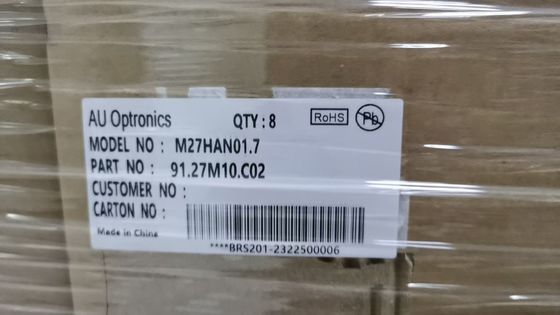 AU Optronics QTY : 8 RoHS Pb
MODEL NO : M27HAN01.7
PART NO : 91.27M10.C02
CUSTOMER NO :
CARTON NO :
Made in China
****BRS201-2322500006